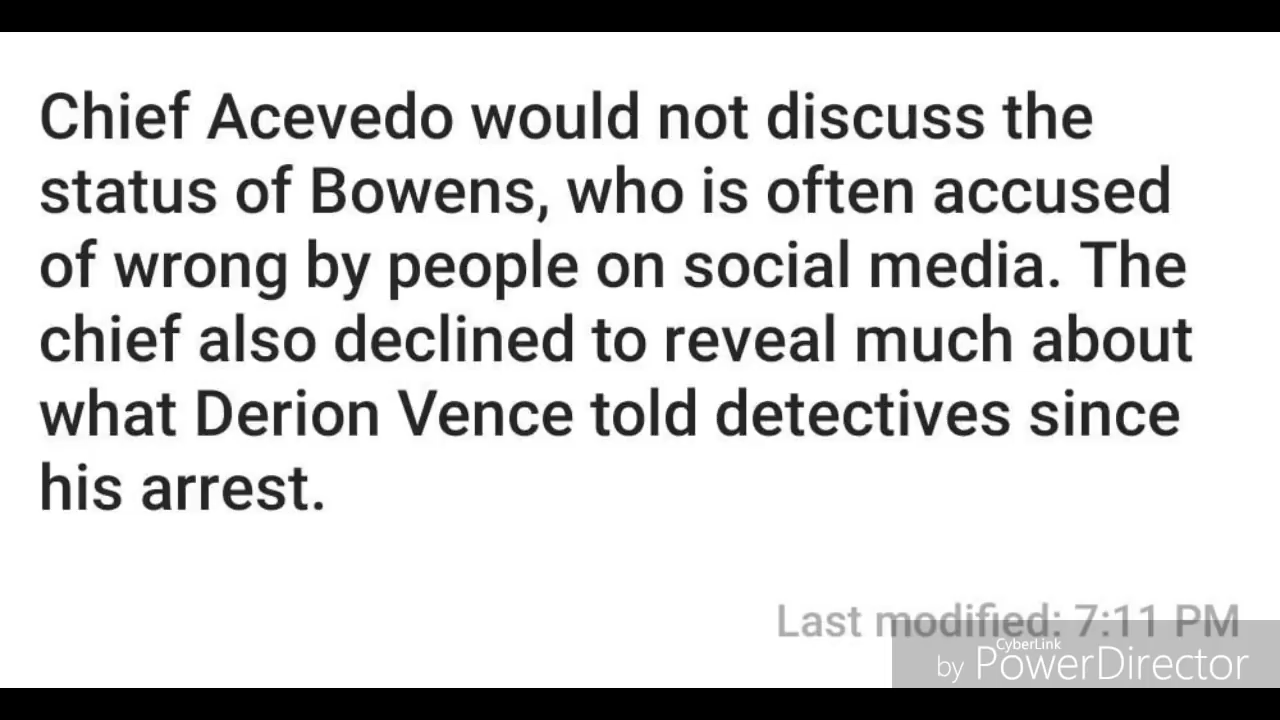 Chief Acevedo would not discuss the
status of Bowens, who is often accused
of wrong by people on social media. The
chief also declined to reveal much about
what Derion Vence told detectives since
his arrest.
Last modified: 7:11 PM
CyberLink
by PowerDirector